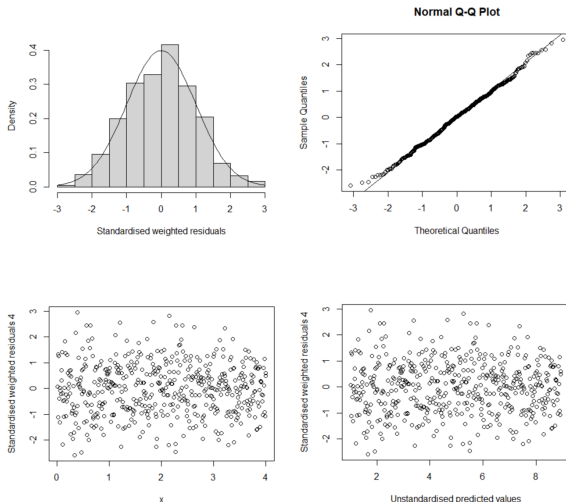 Normal Q-Q Plot
Density
0.0 0.1 0.2 0.3 0.4
-3 -2 -1 0 1 2 3
Standardised weighted residuals
Sample Quantiles
-2 -1 0 1 2 3
-3 -2 -1 0 1 2 3
Theoretical Quantiles
Standardised weighted residuals 4
-2 -1 0 1 2 3
0 1 2 3 4
x
Standardised weighted residuals 4
-2 -1 0 1 2 3
2 4 6 8
Unstandardised predicted values